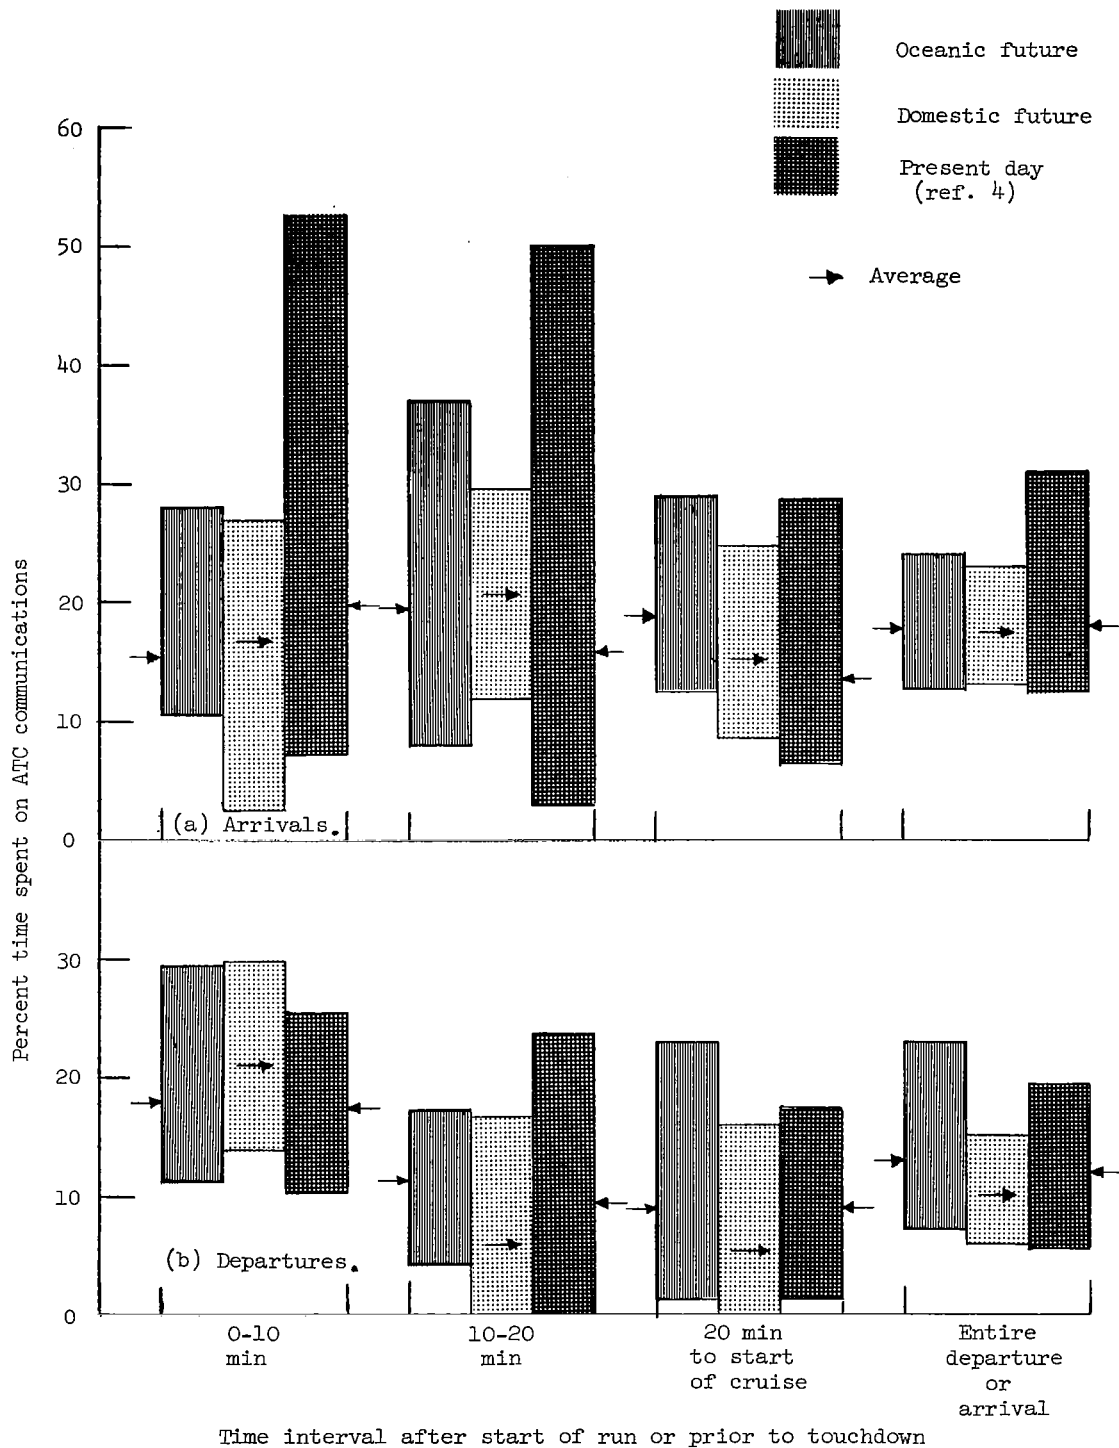 Oceanic future
Domestic future
Present day
(ref. 4)
Average
Percent time spent on ATC communications
60
50
40
30
20
10
0
(a) Arrivals.
30
20
10
0
(b) Departures.
0-10
min
10-20
min
20 min
to start
of cruise
Entire
departure
or
arrival
Time interval after start of run or prior to touchdown